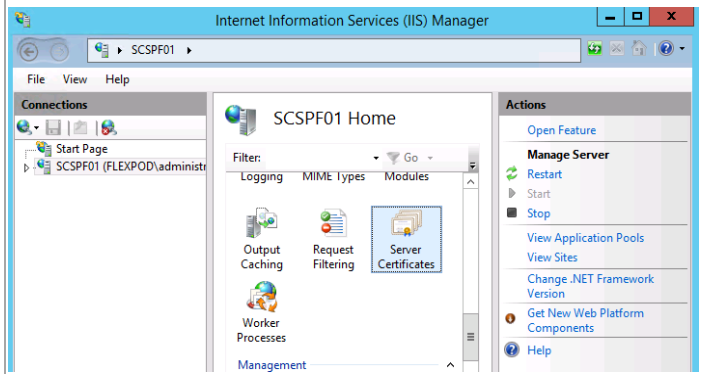 Internet Information Services (IIS) Manager
SCSPF01
File View Help
Connections
Start Page
SCSPF01 (FLEXPOD\administr
SCSPF01 Home
Filter: Go
Logging MIME Types Modules
Output Caching
Request Filtering
Server Certificates
Worker Processes
Management
Actions
Open Feature
Manage Server
Restart
Start
Stop
View Application Pools
View Sites
Change .NET Framework
Version
Get New Web Platform
Components
Help